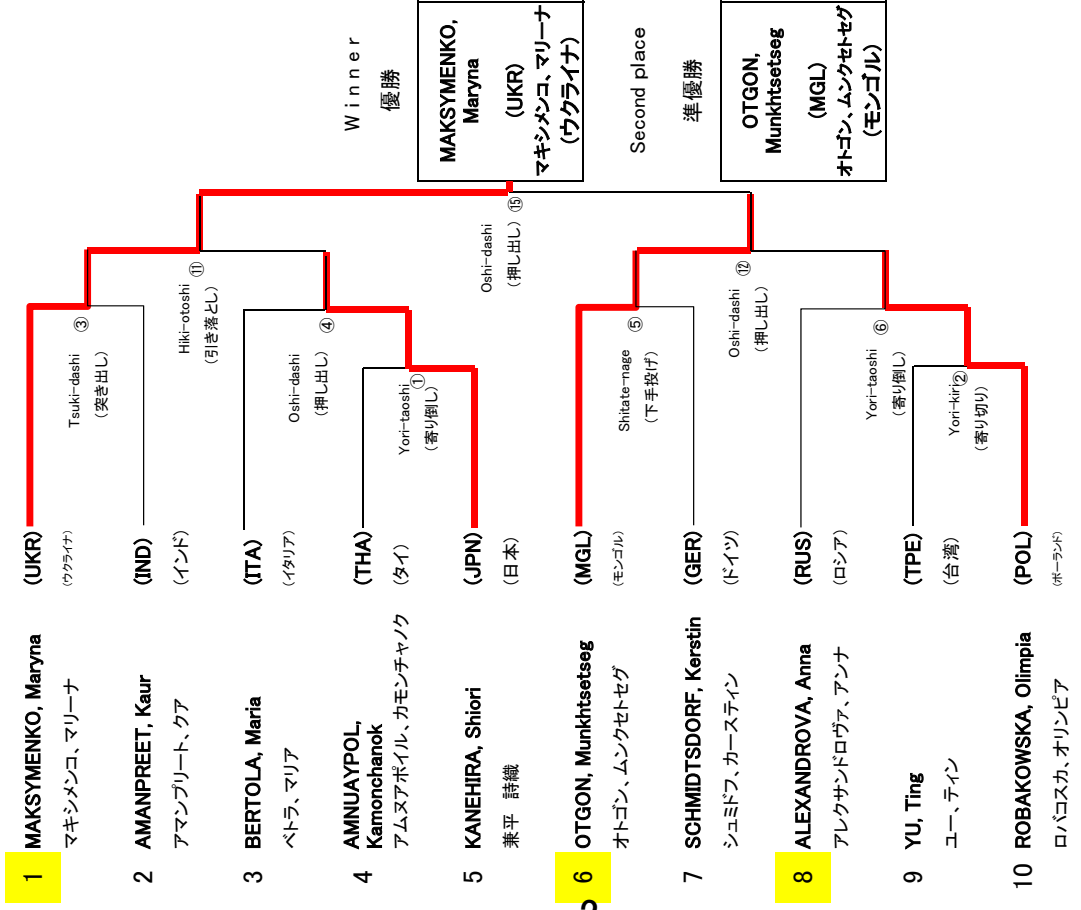 1 MAKSYMENKO, Maryna (UKR)
マキシメンコ、マリーナ (ウクライナ)
2 AMANPREET, Kaur (IND)
アマンプリート、クア (インド)
3 BERTOLA, Maria (ITA)
ベトラ、マリア (イタリア)
4 AMNUAYPOL,
Kamonchanok (THA)
アムヌアポイル、カモンチャノク (タイ)
5 KANEHIRA, Shiori (JPN)
兼平 詩織 (日本)
6 OTGON, Munkhtsetseg (MGL)
オトゴン、ムンクセトセグ (モンゴル)
7 SCHMIDTSDORF, Kerstin (GER)
シュミドフ、カースティン (ドイツ)
8 ALEXANDROVA, Anna (RUS)
アレクサンドロヴァ、アンナ (ロシア)
9 YU, Ting (TPE)
ユー、ティン (台湾)
10 ROBAKOWSKA, Olimpia (POL)
ロバコスカ、オリンピア (ポーランド)
Tsuki-dashi ③
(突き出し)
Yori-taoshi ①
(寄り倒し)
Oshi-dashi ④
(押し出し)
Hiki-otoshi ⑪
(引き落とし)
Shitate-nage ⑤
(下手投げ)
Yori-kiri ②
(寄り切り)
Yori-taoshi ⑥
(寄り倒し)
Oshi-dashi ⑫
(押し出し)
Oshi-dashi ⑮
(押し出し)
Winner
優勝
MAKSYMENKO,
Maryna
(UKR)
マキシメンコ、マリーナ
(ウクライナ)
Second place
準優勝
OTGON,
Munkhtsetseg
(MGL)
オトゴン、ムンクセトセグ
(モンゴル)